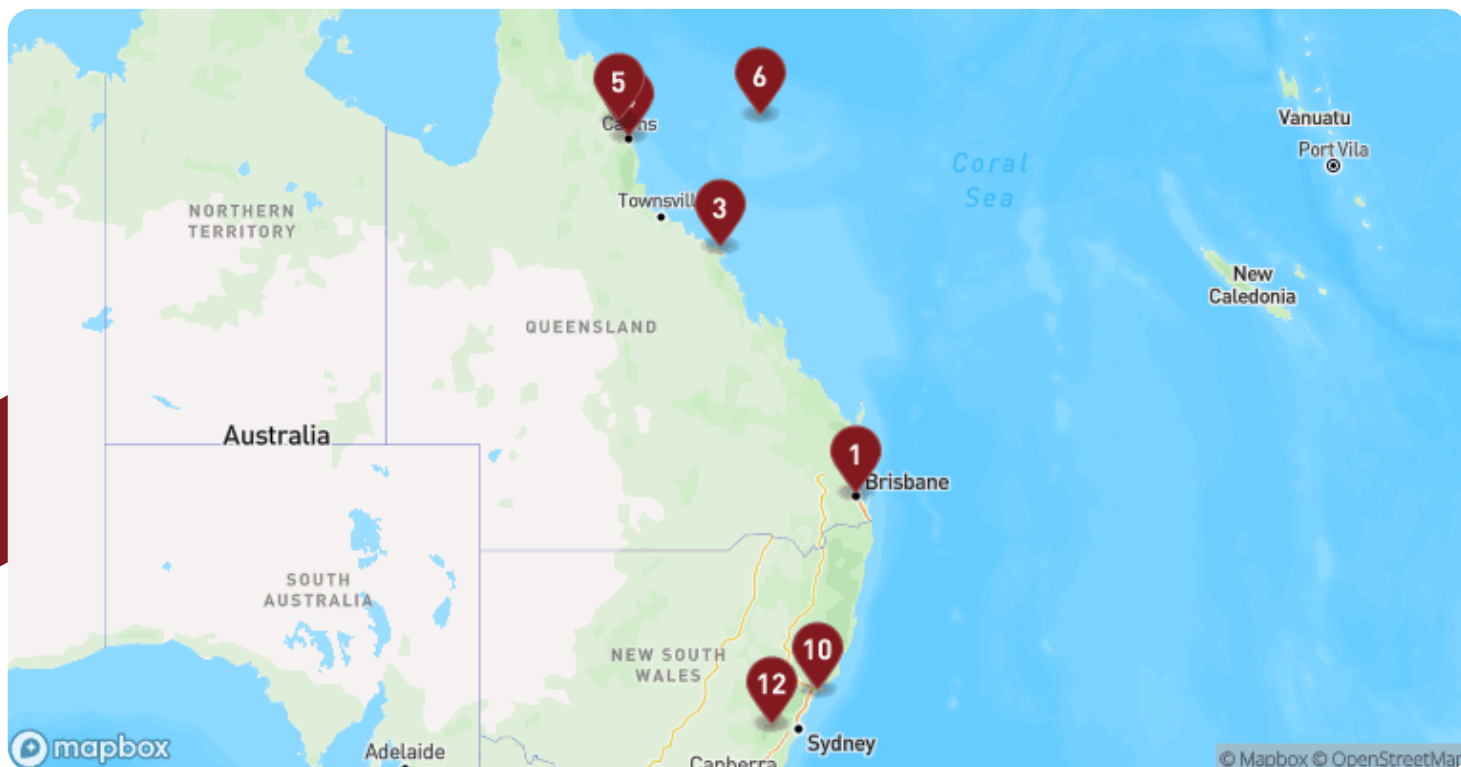 5
6
Cairns
Vanuatu
Port Vila
Coral
Sea
Townsvill
3
NORTHERN
TERRITORY
New
Caledonia
QUEENSLAND
Australia
1
Brisbane
SOUTH
AUSTRALIA
NEW SOUTH
WALES
10
12
Sydney
mapbox
Adelaide
Canberra
© Mapbox © OpenStreetMap